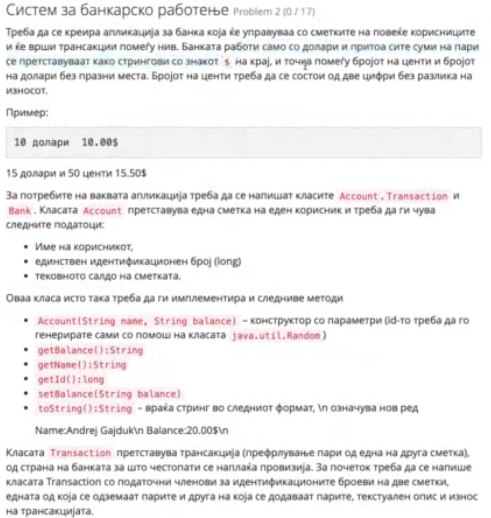 Систем за банкарско работење Problem 2 (0 / 17)
Треба да се креира апликација за банка која ќе управува со сметките на повеќе корисниците
и ќе врши трансакции помеѓу нив. Банката работи само со долари и притоа сите суми на пари
се претставуваат како стрингови со знакот $ на крај, и точка помеѓу бројот на центи и бројот
на долари без празни места. Бројот на центи треба да се состои од две цифри без разлика на
износот.
Пример:
10 долари 10.00$
15 долари и 50 центи 15.50$
За потребите на ваквата апликација треба да се напишат класите Account, Transaction и
Bank. Класата Account претставува една сметка на еден корисник и треба да ги чува
следните податоци:
• Име на корисникот,
• единствен идентификационен број (long)
• тековното салдо на сметката.
Оваа класа исто така треба да ги имплементира и следниве методи
• Account(String name, String balance) – конструктор со параметри (id-то треба да го
генерирате сами со помош на класата java.util.Random)
• getBalance():String
• getName():String
• getId():long
• setBalance(String balance)
• toString():String – враќа стринг во следниот формат, \n означува нов ред
Name:Andrej Gajduk\n Balance:20.00$\n
Класата Transaction претставува трансакција (префрлување пари од една на друга сметка),
од страна на банката за што честопати се наплаќа провизија. За почеток треба да се напише
класата Transaction со податочни членови за идентификационите броеви на две сметки,
едната од која се одземаат парите и друга на која се додаваат парите, текстуален опис и износ
на трансакцијата.